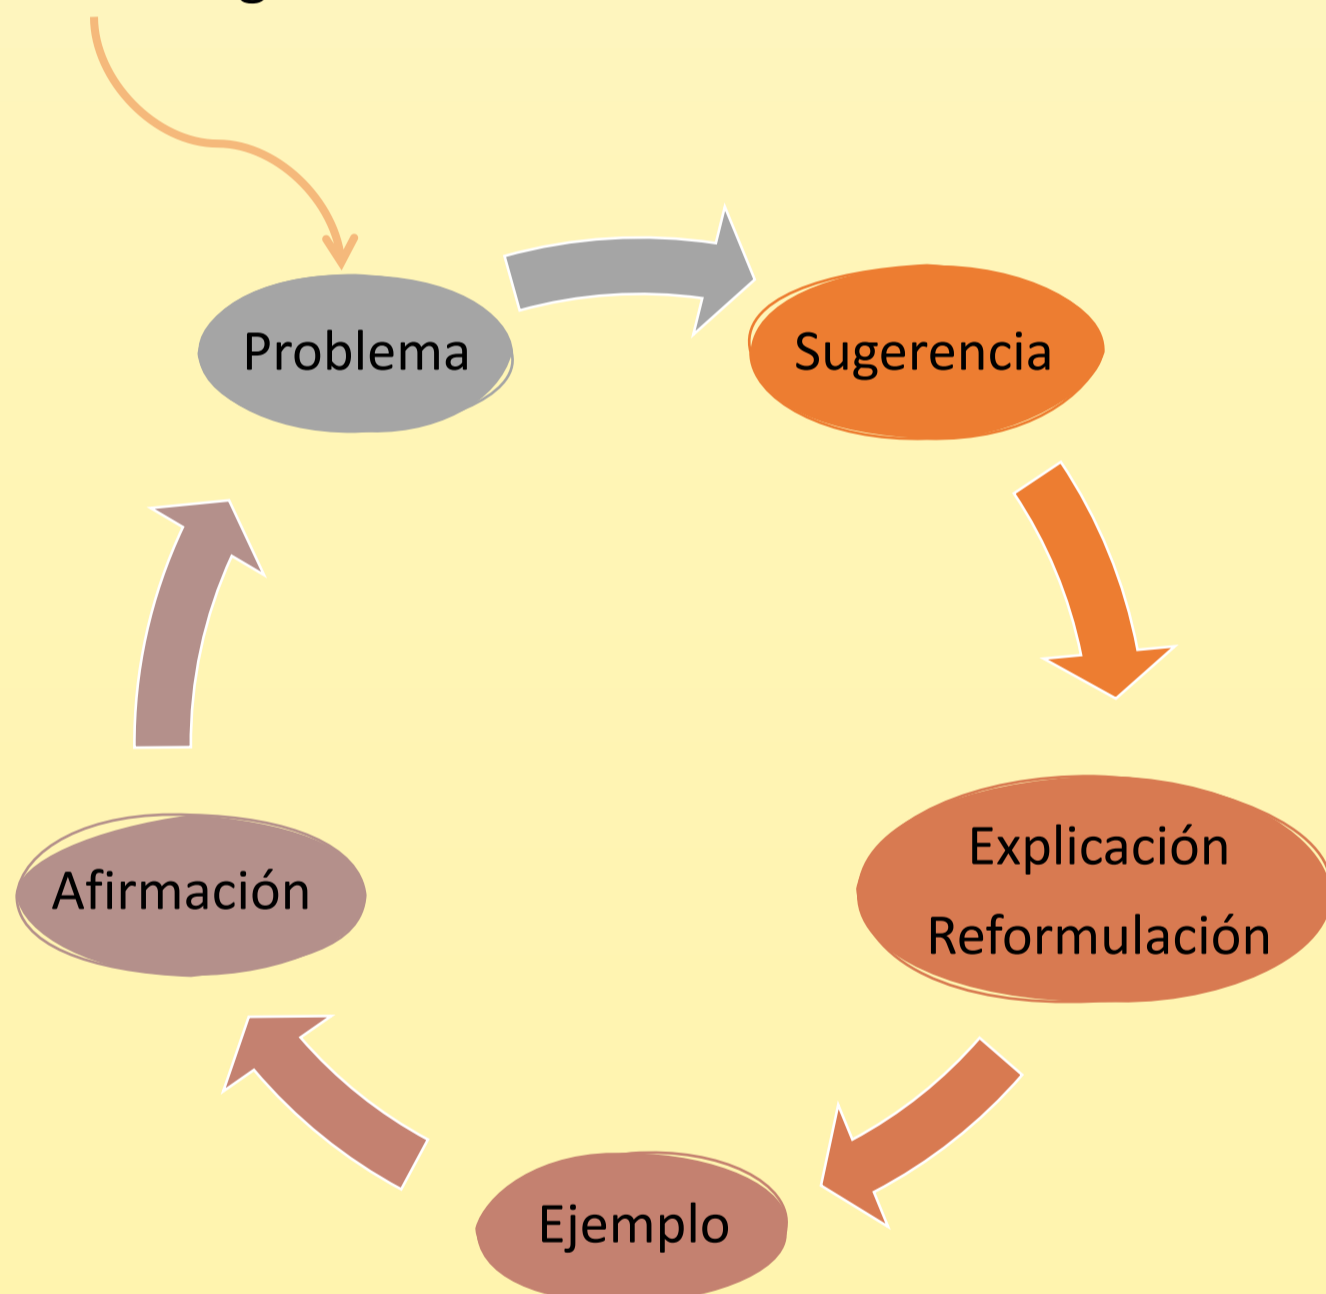 Problema
Sugerencia
Explicación
Reformulación
Ejemplo
Afirmación